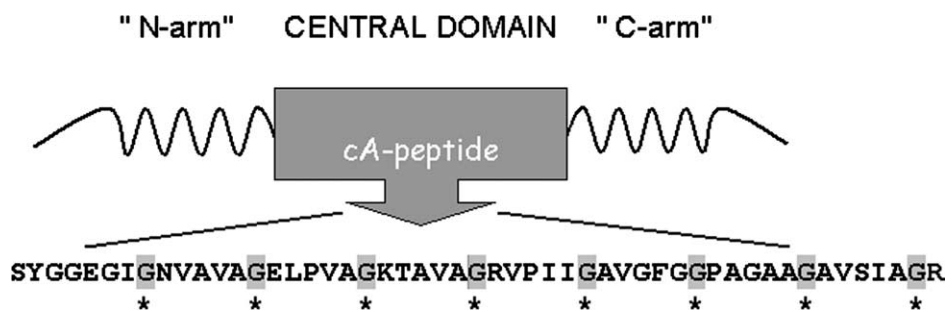 " N-arm" CENTRAL DOMAIN " C-arm"
cA-peptide
SYGGEGIGNVAVAGELPVAGKTAVAGRVPIIGAVGFGGPAGAAGAVSIAGR
* * * * * * * *